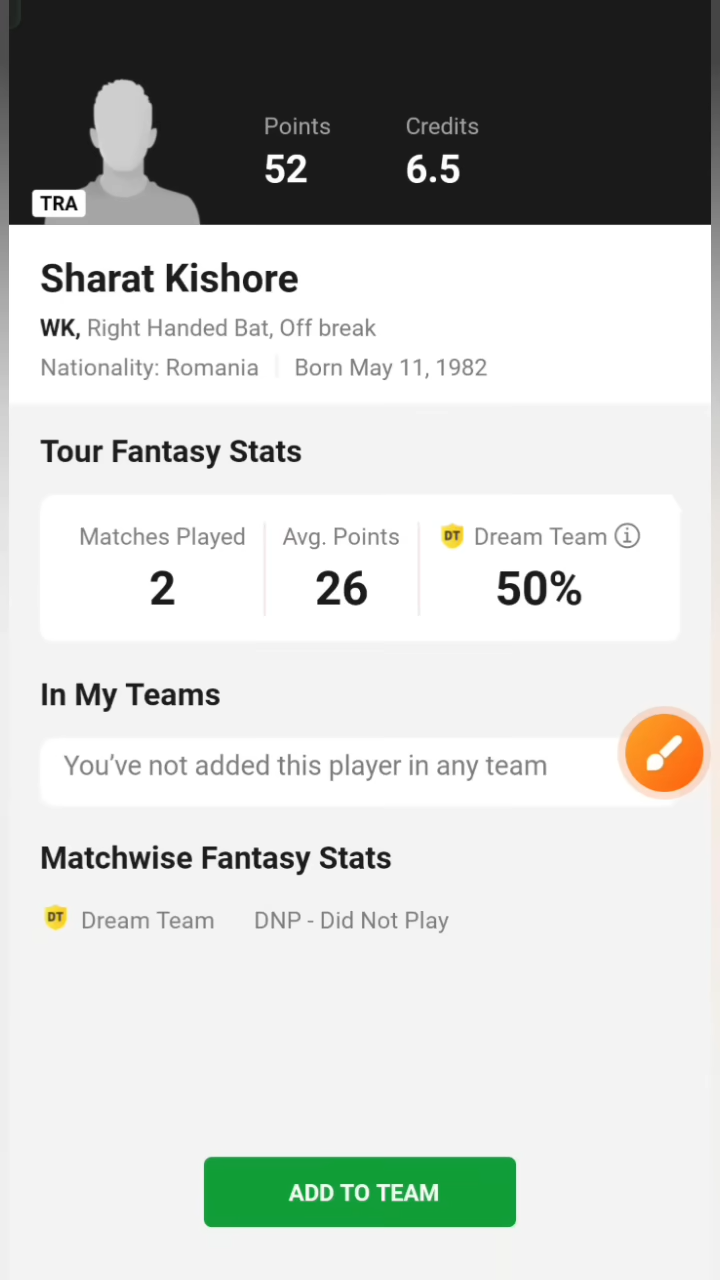 Points Credits
52 6.5
TRA
Sharat Kishore
WK, Right Handed Bat, Off break
Nationality: Romania Born May 11, 1982
Tour Fantasy Stats
Matches Played Avg. Points DT Dream Team i
2 26 50%
In My Teams
You’ve not added this player in any team
Matchwise Fantasy Stats
DT Dream Team DNP - Did Not Play
ADD TO TEAM